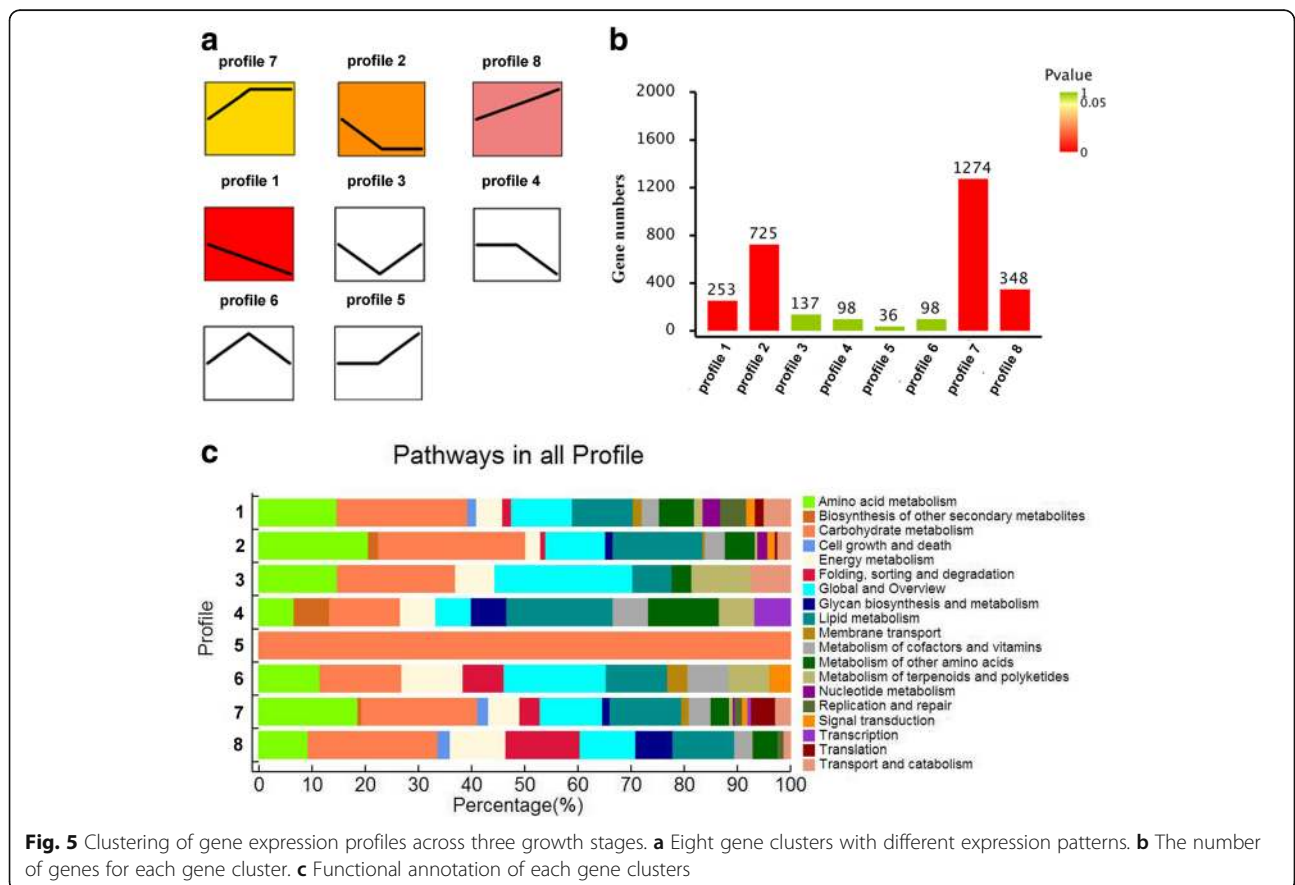 a
profile 7
profile 2
profile 8
profile 1
profile 3
profile 4
profile 6
profile 5
b
Pvalue
1
0.05
0
Gene numbers
2000
1600
1200
800
400
0
253
725
137
98
36
98
1274
348
profile 1
profile 2
profile 3
profile 4
profile 5
profile 6
profile 7
profile 8
c
Pathways in all Profile
Profile
1
2
3
4
5
6
7
8
0 10 20 30 40 50 60 70 80 90 100
Percentage(%)
Amino acid metabolism
Biosynthesis of other secondary metabolites
Carbohydrate metabolism
Cell growth and death
Energy metabolism
Folding, sorting and degradation
Global and Overview
Glycan biosynthesis and metabolism
Lipid metabolism
Membrane transport
Metabolism of cofactors and vitamins
Metabolism of other amino acids
Metabolism of terpenoids and polyketides
Nucleotide metabolism
Replication and repair
Signal transduction
Transcription
Translation
Transport and catabolism
Fig. 5 Clustering of gene expression profiles across three growth stages. a Eight gene clusters with different expression patterns. b The number
of genes for each gene cluster. c Functional annotation of each gene clusters